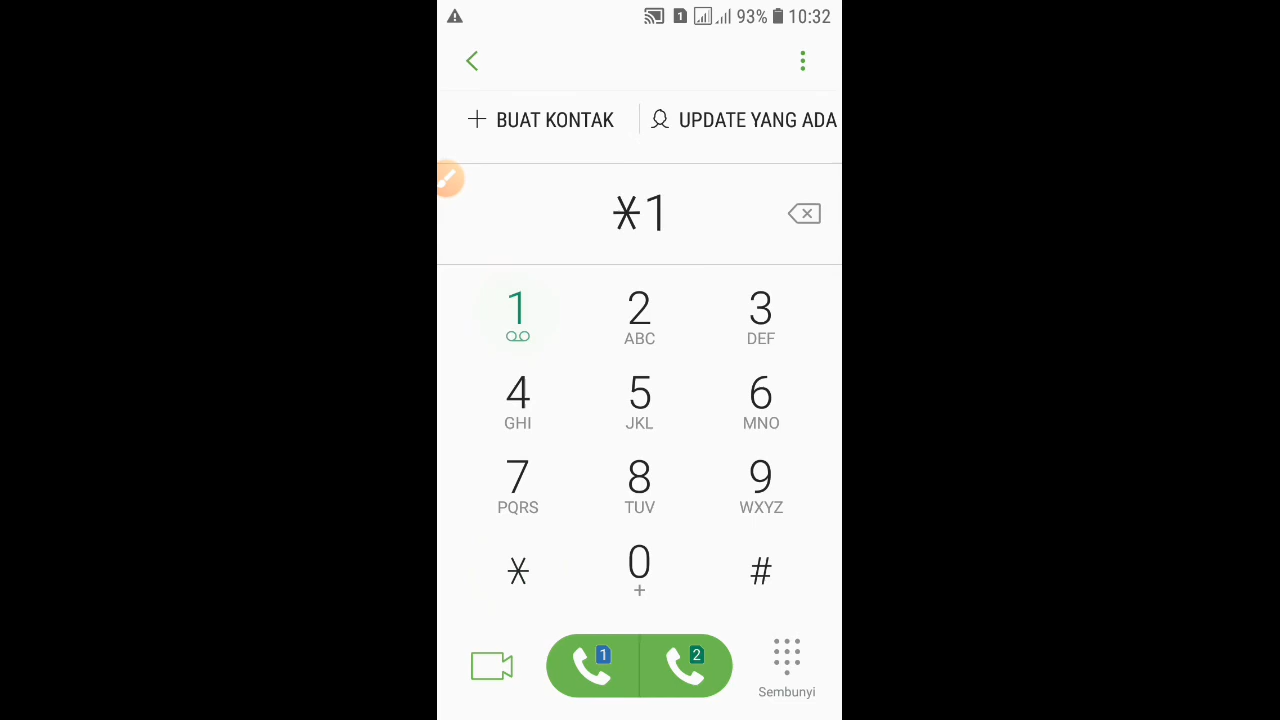 1 93% 10:32
BUAT KONTAK UPDATE YANG ADA
*1
1 2 3
ABC DEF
4 5 6
GHI JKL MNO
7 8 9
PQRS TUV WXYZ
* 0 #
+
1 2
Sembunyi